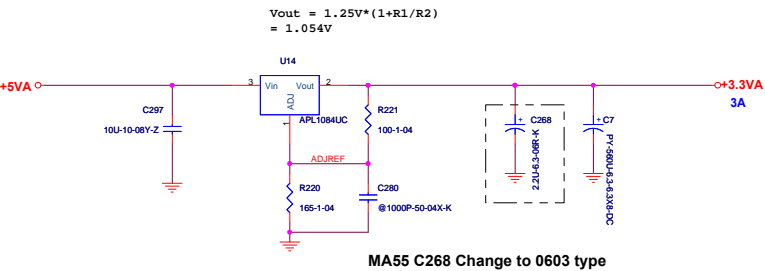 Vout = 1.25V*(1+R1/R2)
= 1.054V
U14
+5VA
3
Vin
Vout
2
+3.3VA
3A
ADJ
APL1084UC
1
C297
10U-10-08Y-Z
R221
100-1-04
+
C268
2.2U-6.3-06R-K
+
C7
PY-560U-6.3-6.3X8-DC
ADJREF
R220
165-1-04
C280
@1000P-50-04X-K
MA55 C268 Change to 0603 type